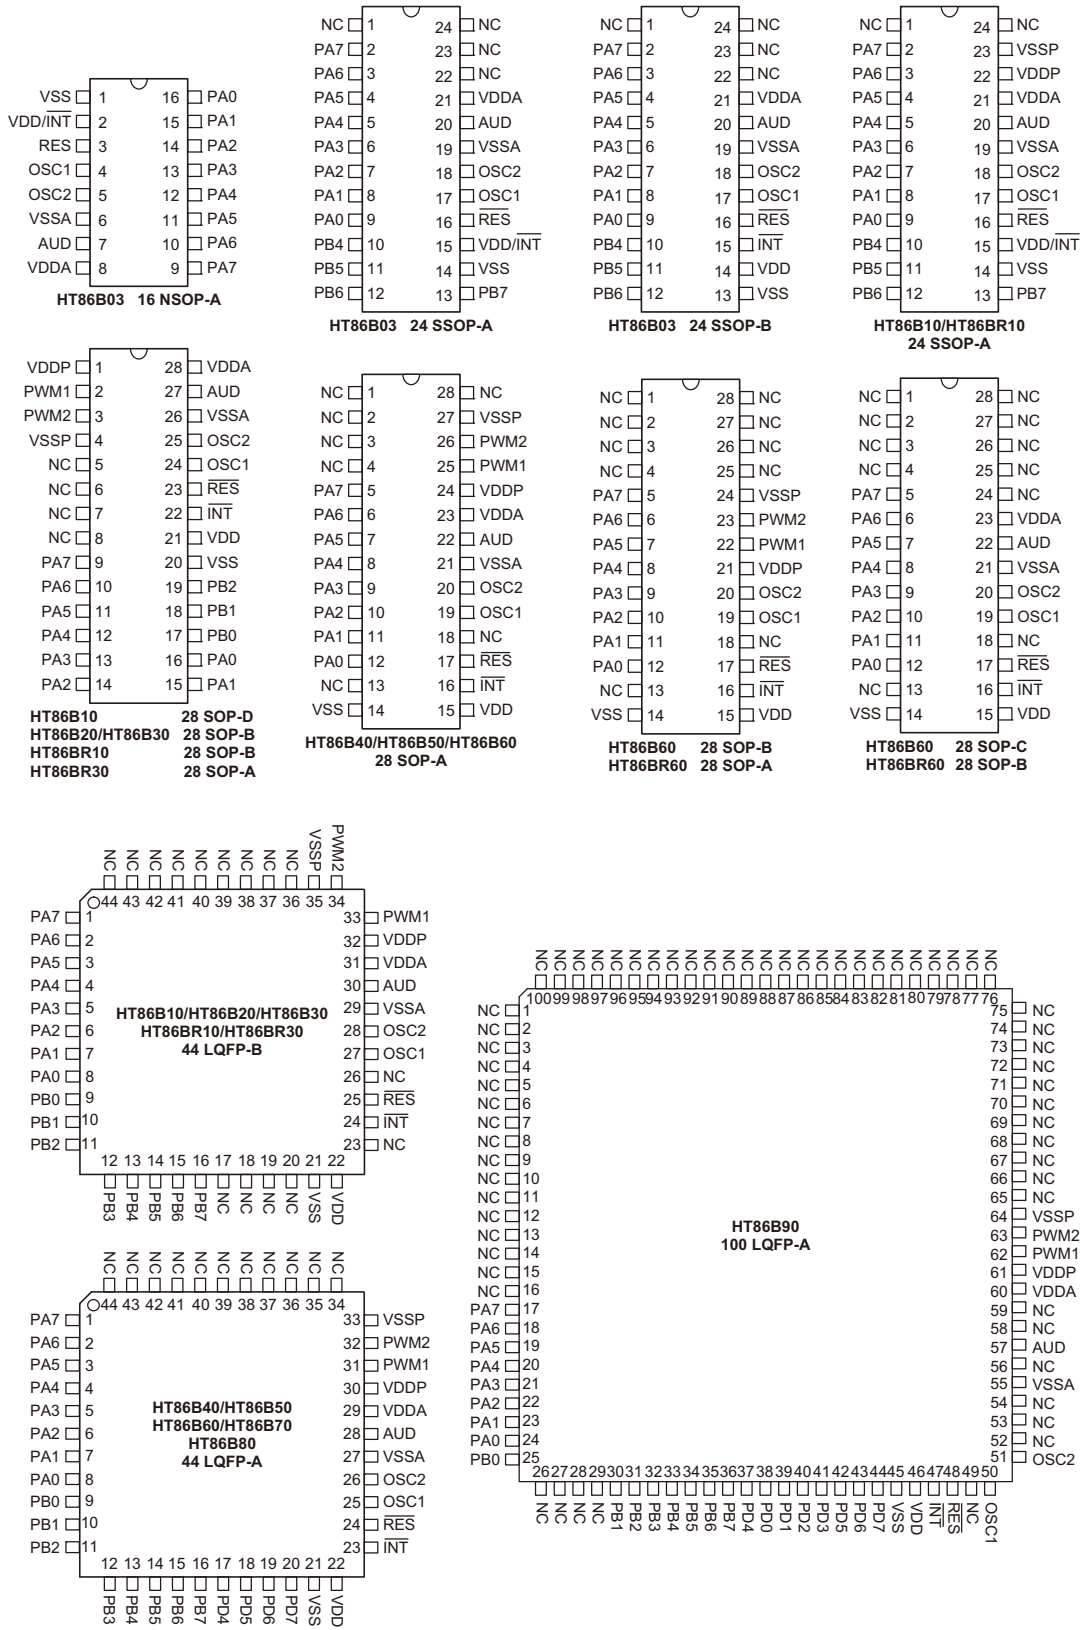 VSS 1 16 PA0
VDD/INT 2 15 PA1
RES 3 14 PA2
OSC1 4 13 PA3
OSC2 5 12 PA4
VSSA 6 11 PA5
AUD 7 10 PA6
VDDA 8 9 PA7
HT86B03 16 NSOP-A
NC 1 24 NC
PA7 2 23 NC
PA6 3 22 NC
PA5 4 21 VDDA
PA4 5 20 AUD
PA3 6 19 VSSA
PA2 7 18 OSC2
PA1 8 17 OSC1
PA0 9 16 RES
PB4 10 15 VDD/INT
PB5 11 14 VSS
PB6 12 13 PB7
HT86B03 24 SSOP-A
NC 1 24 NC
PA7 2 23 NC
PA6 3 22 NC
PA5 4 21 VDDA
PA4 5 20 AUD
PA3 6 19 VSSA
PA2 7 18 OSC2
PA1 8 17 OSC1
PA0 9 16 RES
PB4 10 15 INT
PB5 11 14 VDD
PB6 12 13 VSS
HT86B03 24 SSOP-B
NC 1 24 NC
PA7 2 23 VSSP
PA6 3 22 VDDP
PA5 4 21 VDDA
PA4 5 20 AUD
PA3 6 19 VSSA
PA2 7 18 OSC2
PA1 8 17 OSC1
PA0 9 16 RES
PB4 10 15 VDD/INT
PB5 11 14 VSS
PB6 12 13 PB7
HT86B10/HT86BR10
24 SSOP-A
VDDP 1 28 VDDA
PWM1 2 27 AUD
PWM2 3 26 VSSA
VSSP 4 25 OSC2
NC 5 24 OSC1
NC 6 23 RES
NC 7 22 INT
NC 8 21 VDD
PA7 9 20 VSS
PA6 10 19 PB2
PA5 11 18 PB1
PA4 12 17 PB0
PA3 13 16 PA0
PA2 14 15 PA1
HT86B10 28 SOP-D
HT86B20/HT86B30 28 SOP-B
HT86BR10 28 SOP-B
HT86BR30 28 SOP-A
NC 1 28 NC
NC 2 27 VSSP
NC 3 26 PWM2
NC 4 25 PWM1
PA7 5 24 VDDP
PA6 6 23 VDDA
PA5 7 22 AUD
PA4 8 21 VSSA
PA3 9 20 OSC2
PA2 10 19 OSC1
PA1 11 18 NC
PA0 12 17 RES
NC 13 16 INT
VSS 14 15 VDD
HT86B40/HT86B50/HT86B60
28 SOP-A
NC 1 28 NC
NC 2 27 NC
NC 3 26 NC
NC 4 25 NC
PA7 5 24 VSSP
PA6 6 23 PWM2
PA5 7 22 PWM1
PA4 8 21 VDDP
PA3 9 20 OSC2
PA2 10 19 OSC1
PA1 11 18 NC
PA0 12 17 RES
NC 13 16 INT
VSS 14 15 VDD
HT86B60 28 SOP-B
HT86BR60 28 SOP-A
NC 1 28 NC
NC 2 27 NC
NC 3 26 NC
NC 4 25 NC
PA7 5 24 NC
PA6 6 23 VDDA
PA5 7 22 AUD
PA4 8 21 VSSA
PA3 9 20 OSC2
PA2 10 19 OSC1
PA1 11 18 NC
PA0 12 17 RES
NC 13 16 INT
VSS 14 15 VDD
HT86B60 28 SOP-C
HT86BR60 28 SOP-B
NC NC NC NC NC NC NC NC NC VSSP PWM2
44 43 42 41 40 39 38 37 36 35 34
PA7 1 33 PWM1
PA6 2 32 VDDP
PA5 3 31 VDDA
PA4 4 30 AUD
PA3 5 29 VSSA
PA2 6 28 OSC2
PA1 7 27 OSC1
PA0 8 26 NC
PB0 9 25 RES
PB1 10 24 INT
PB2 11 23 NC
HT86B10/HT86B20/HT86B30
HT86BR10/HT86BR30
44 LQFP-B
12 13 14 15 16 17 18 19 20 21 22
PB3 PB4 PB5 PB6 PB7 NC NC NC NC VSS VDD
NC NC NC NC NC NC NC NC NC NC NC
44 43 42 41 40 39 38 37 36 35 34
PA7 1 33 VSSP
PA6 2 32 PWM2
PA5 3 31 PWM1
PA4 4 30 VDDP
PA3 5 29 VDDA
PA2 6 28 AUD
PA1 7 27 VSSA
PA0 8 26 OSC2
PB0 9 25 OSC1
PB1 10 24 RES
PB2 11 23 INT
HT86B40/HT86B50
HT86B60/HT86B70
HT86B80
44 LQFP-A
12 13 14 15 16 17 18 19 20 21 22
PB3 PB4 PB5 PB6 PB7 PD4 PD5 PD6 PD7 VSS VDD
NC NC NC NC NC NC NC NC NC NC NC NC NC NC NC NC NC NC NC NC NC NC NC NC NC
100 99 98 97 96 95 94 93 92 91 90 89 88 87 86 85 84 83 82 81 80 79 78 77 76
NC 1 75 NC
NC 2 74 NC
NC 3 73 NC
NC 4 72 NC
NC 5 71 NC
NC 6 70 NC
NC 7 69 NC
NC 8 68 NC
NC 9 67 NC
NC 10 66 NC
NC 11 65 NC
NC 12 64 VSSP
NC 13 63 PWM2
NC 14 62 PWM1
NC 15 61 VDDP
NC 16 60 VDDA
PA7 17 59 NC
PA6 18 58 NC
PA5 19 57 AUD
PA4 20 56 NC
PA3 21 55 VSSA
PA2 22 54 NC
PA1 23 53 NC
PA0 24 52 NC
PB0 25 51 OSC2
HT86B90
100 LQFP-A
26 27 28 29 30 31 32 33 34 35 36 37 38 39 40 41 42 43 44 45 46 47 48 49 50
NC NC NC NC PB1 PB2 PB3 PB4 PB5 PB6 PB7 PD4 PD0 PD1 PD2 PD3 PD5 PD6 PD7 VSS VDD INT RES NC OSC1